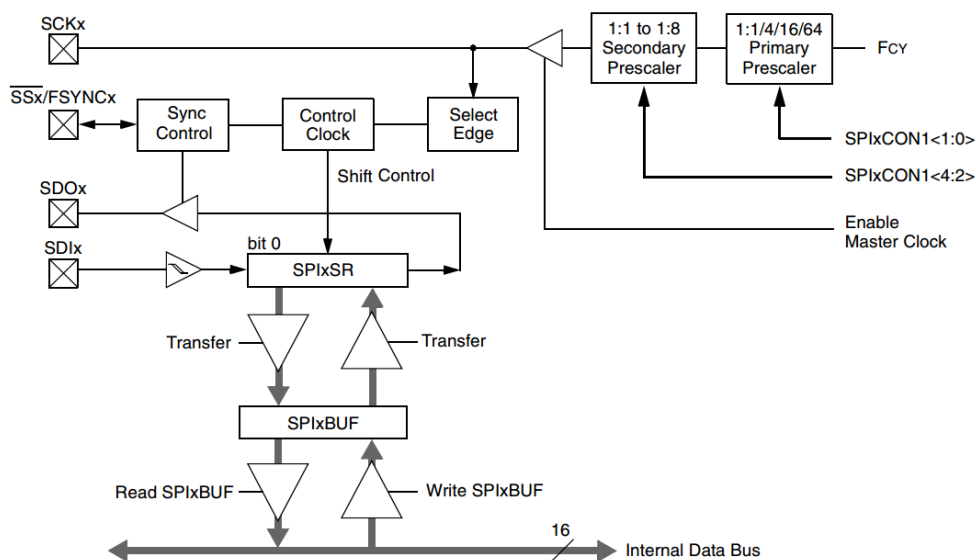 SCKx
1:1 to 1:8
Secondary
Prescaler
1:1/4/16/64
Primary
Prescaler
FCY
SSx/FSYNCx
Sync
Control
Control
Clock
Select
Edge
SPIxCON1<1:0>
SPIxCON1<4:2>
Shift Control
SDOx
Enable
Master Clock
SDIx
bit 0
SPIxSR
Transfer
Transfer
SPIxBUF
Read SPIxBUF
Write SPIxBUF
16
Internal Data Bus